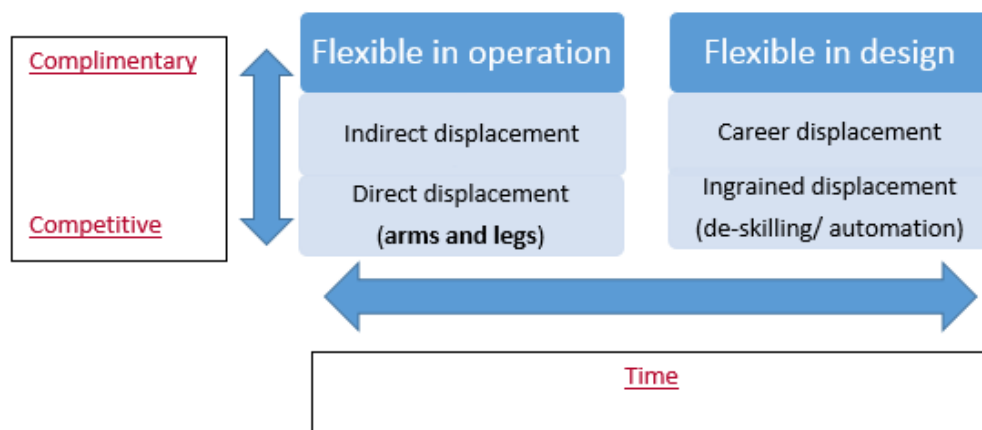 Complimentary
Competitive
Flexible in operation
Indirect displacement
Direct displacement
(arms and legs)
Flexible in design
Career displacement
Ingrained displacement
(de-skilling/ automation)
Time